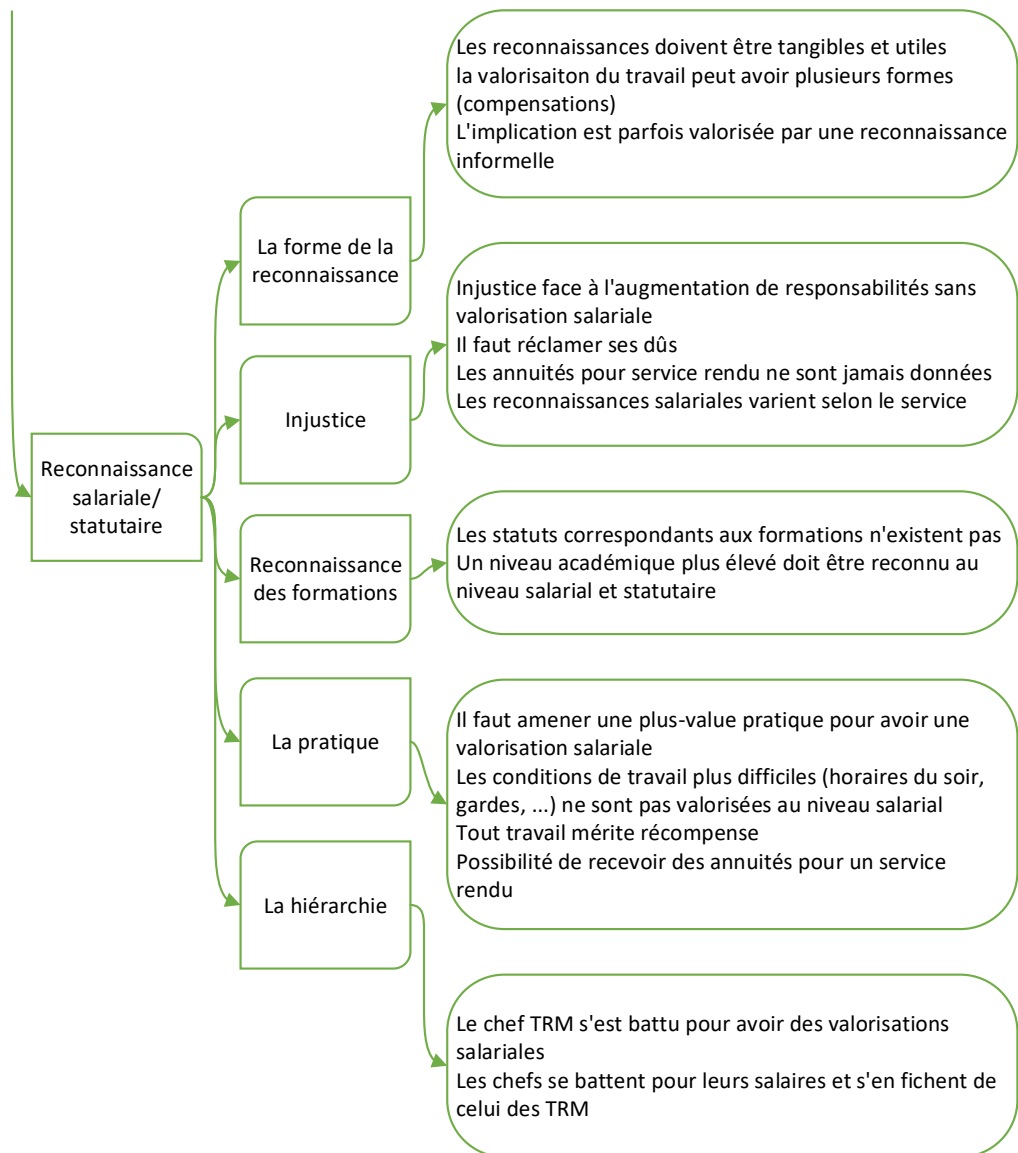 Les reconnaissances doivent être tangibles et utiles
la valorisaiton du travail peut avoir plusieurs formes
(compensations)
L'implication est parfois valorisée par une reconnaissance
informelle
La forme de la
reconnaissance
Injustice face à l'augmentation de responsabilités sans
valorisation salariale
Il faut réclamer ses dûs
Les annuités pour service rendu ne sont jamais données
Les reconnaissances salariales varient selon le service
Injustice
Reconnaissance
salariale/
statutaire
Les statuts correspondants aux formations n'existent pas
Un niveau académique plus élevé doit être reconnu au
niveau salarial et statutaire
Reconnaissance
des formations
Il faut amener une plus-value pratique pour avoir une
valorisation salariale
Les conditions de travail plus difficiles (horaires du soir,
gardes, ...) ne sont pas valorisées au niveau salarial
Tout travail mérite récompense
Possibilité de recevoir des annuités pour un service
rendu
La pratique
La hiérarchie
Le chef TRM s'est battu pour avoir des valorisations
salariales
Les chefs se battent pour leurs salaires et s'en fichent de
celui des TRM